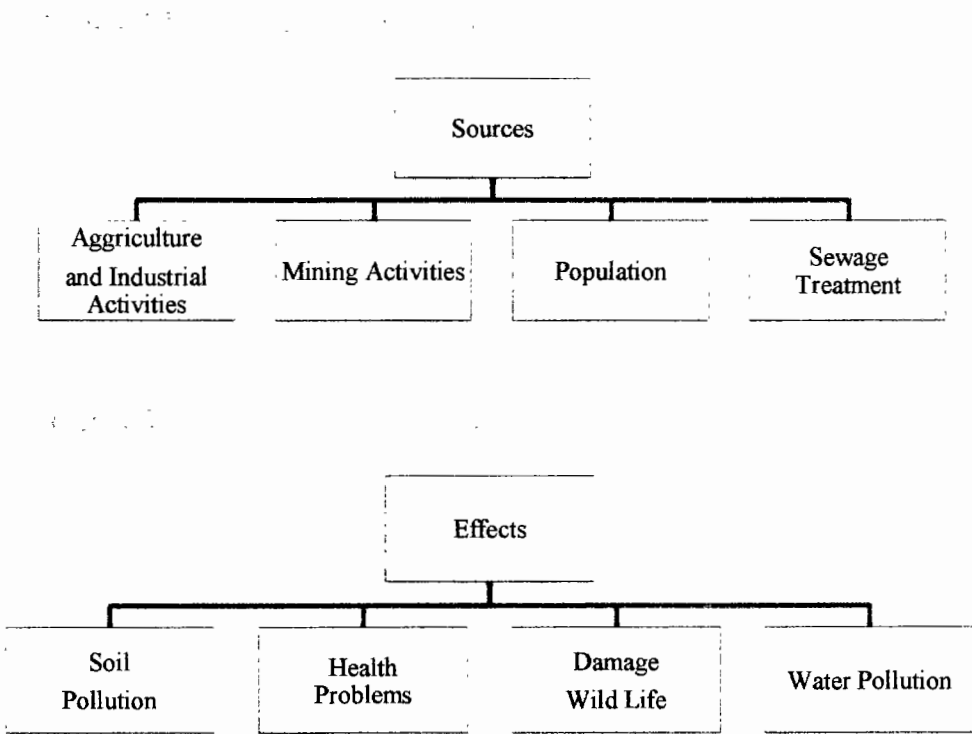 Sources
Aggriculture
and Industrial
Activities
Mining Activities
Population
Sewage
Treatment
Effects
Soil
Pollution
Health
Problems
Damage
Wild Life
Water Pollution